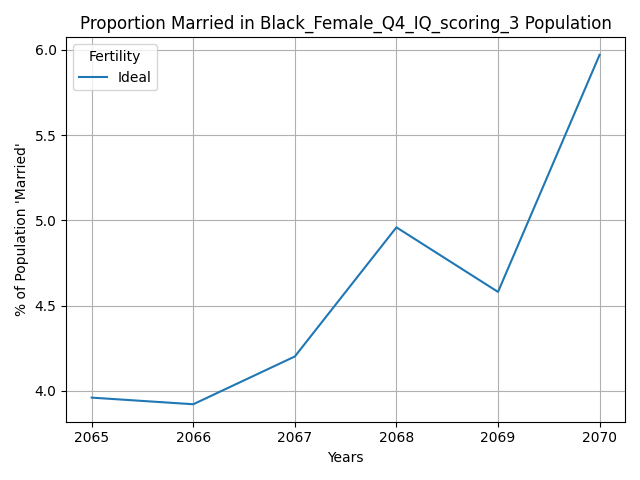 Proportion Married in Black_Female_Q4_IQ_scoring_3 Population
Fertility
Ideal
% of Population 'Married'
6.0
5.5
5.0
4.5
4.0
2065 2066 2067 2068 2069 2070
Years